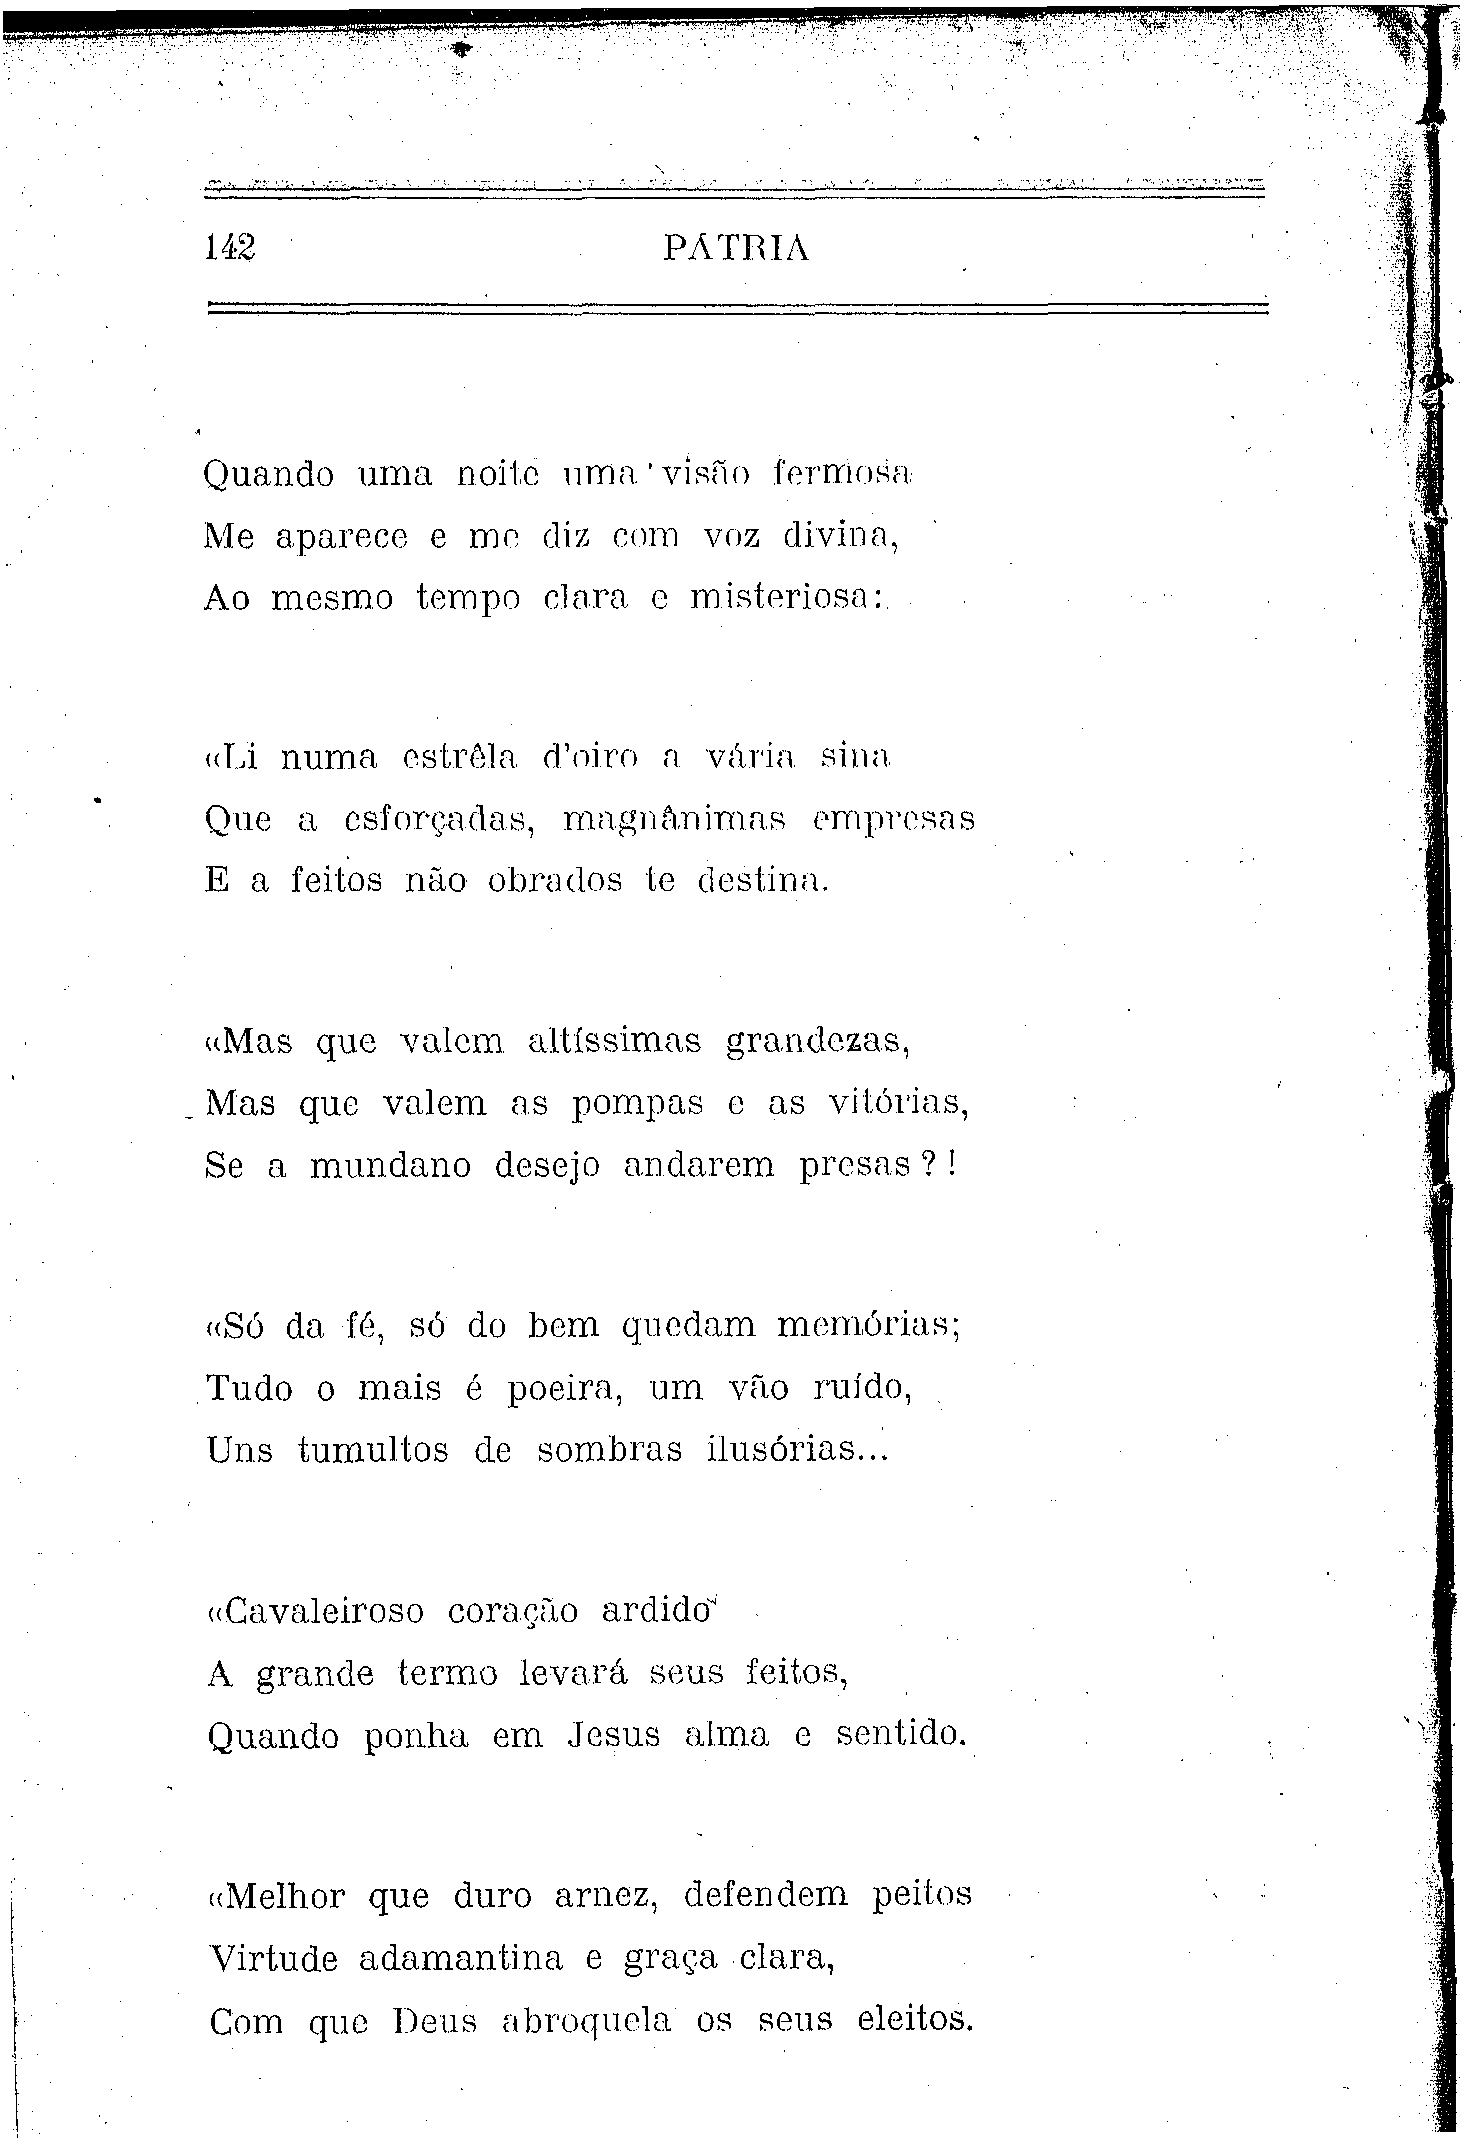 142 PÁTRIA
Quando uma noite uma visão fermosa
Me aparece e me diz com voz divina,
Ao mesmo tempo clara e misteriosa:
«Li numa estrêla d'oiro a vária sina
Que a esforçadas, magnânimas empresas
E a feitos não obrados te destina.
«Mas que valem altíssimas grandezas,
Mas que valem as pompas e as vitórias,
Se a mundano desejo andarem presas?!
«Só da fé, só do bem quedam memórias;
Tudo o mais é poeira, um vão ruído,
Uns tumultos de sombras ilusórias...
«Cavaleiroso coração ardido
A grande termo levará seus feitos,
Quando ponha em Jesus alma e sentido.
«Melhor que duro arnez, defendem peitos
Virtude adamantina e graça clara,
Com que Deus abroquela os seus eleitos.